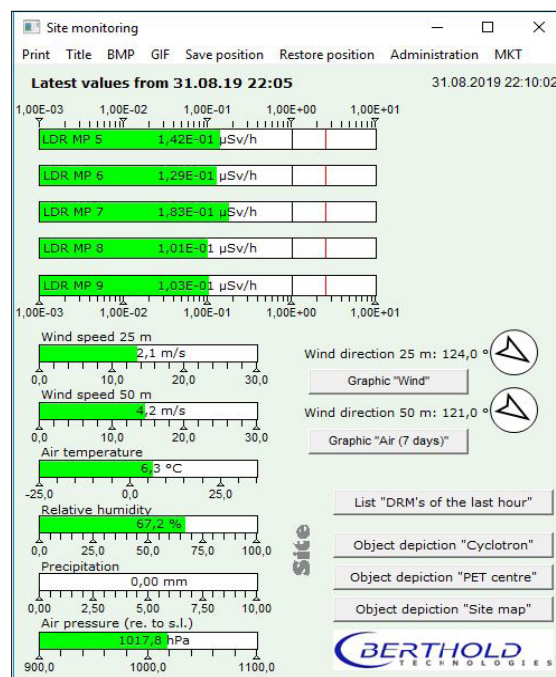 Site monitoring
Print Title BMP GIF Save position Restore position Administration MKT
Latest values from 31.08.19 22:05 31.08.2019 22:10:02
1,00E-03 1,00E-02 1,00E-01 1,00E+00 1,00E+01
LDR MP 5 1,42E-01 µSv/h
LDR MP 6 1,29E-01 µSv/h
LDR MP 7 1,83E-01 µSv/h
LDR MP 8 1,01E-01 µSv/h
LDR MP 9 1,03E-01 µSv/h
1,00E-03 1,00E-02 1,00E-01 1,00E+00 1,00E+01
Wind speed 25 m
2,1 m/s
0,0 10,0 20,0 30,0
Wind direction 25 m: 124,0 °
Graphic "Wind"
Wind speed 50 m
4,2 m/s
0,0 10,0 20,0 30,0
Wind direction 50 m: 121,0 °
Graphic "Air (7 days)"
Air temperature
6,3 °C
-25,0 0,0 25,0
Relative humidity
67,2 %
0,0 25,0 50,0 75,0 100,0
Precipitation
0,00 mm
0,00 2,50 5,00 7,50 10,00
Air pressure (re. to s.l.)
1017,8 hPa
900,0 1000,0 1100,0
Site
List "DRM's of the last hour"
Object depiction "Cyclotron"
Object depiction "PET centre"
Object depiction "Site map"
BERTHOLD
TECHNOLOGIES